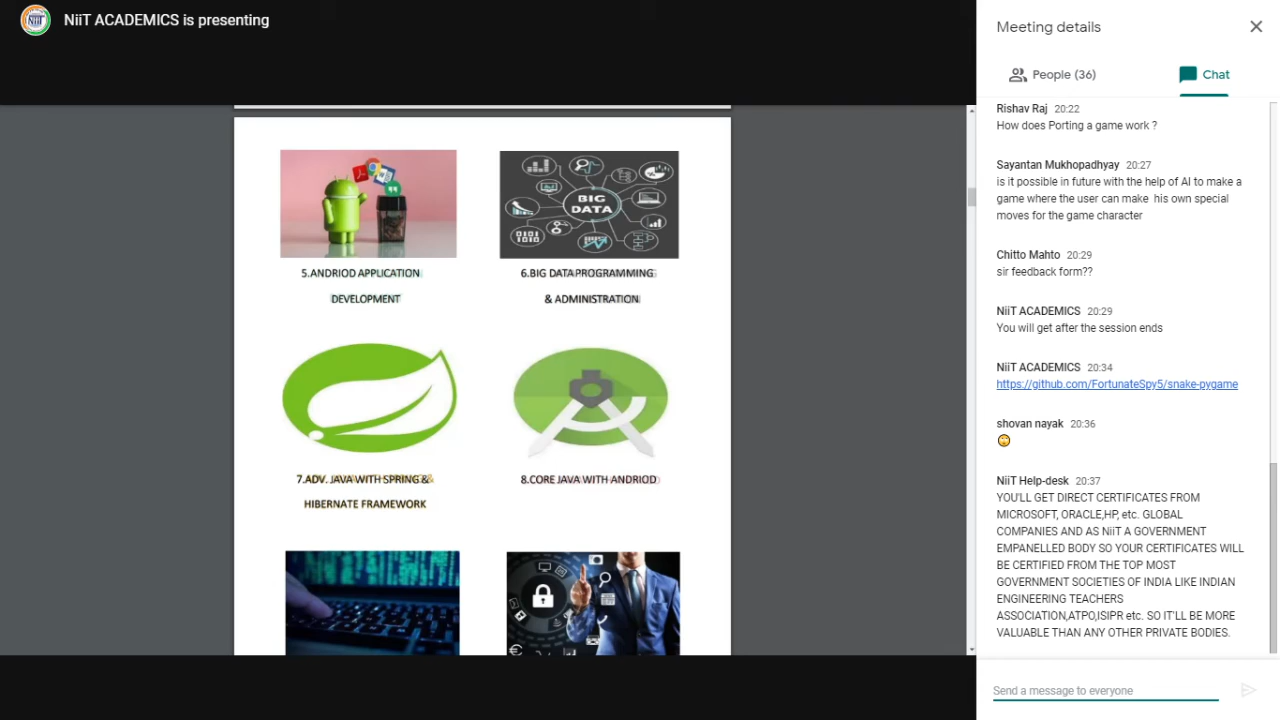 NiiT ACADEMICS is presenting
BIG
DATA
5.ANDRIOD APPLICATION
DEVELOPMENT
6.BIG DATA PROGRAMMING
& ADMINISTRATION
7.ADV. JAVA WITH SPRING &
HIBERNATE FRAMEWORK
8.CORE JAVA WITH ANDRIOD
Meeting details
People (36)
Chat
Rishav Raj 20:22
How does Porting a game work ?
Sayantan Mukhopadhyay 20:27
is it possible in future with the help of AI to make a
game where the user can make his own special
moves for the game character
Chitto Mahto 20:29
sir feedback form??
NiiT ACADEMICS 20:29
You will get after the session ends
NiiT ACADEMICS 20:34
https://github.com/FortunateSpy5/snake-pygame
shovan nayak 20:36
NiiT Help-desk 20:37
YOU'LL GET DIRECT CERTIFICATES FROM
MICROSOFT, ORACLE,HP, etc. GLOBAL
COMPANIES AND AS NiiT A GOVERNMENT
EMPANELLED BODY SO YOUR CERTIFICATES WILL
BE CERTIFIED FROM THE TOP MOST
GOVERNMENT SOCIETIES OF INDIA LIKE INDIAN
ENGINEERING TEACHERS
ASSOCIATION,ATPO,ISIPR etc. SO IT'LL BE MORE
VALUABLE THAN ANY OTHER PRIVATE BODIES.
Send a message to everyone